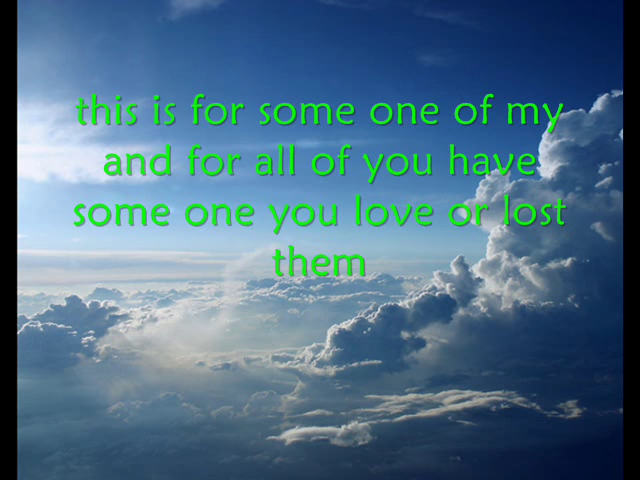 this is for some one of my
and for all of you have
some one you love or lost
them